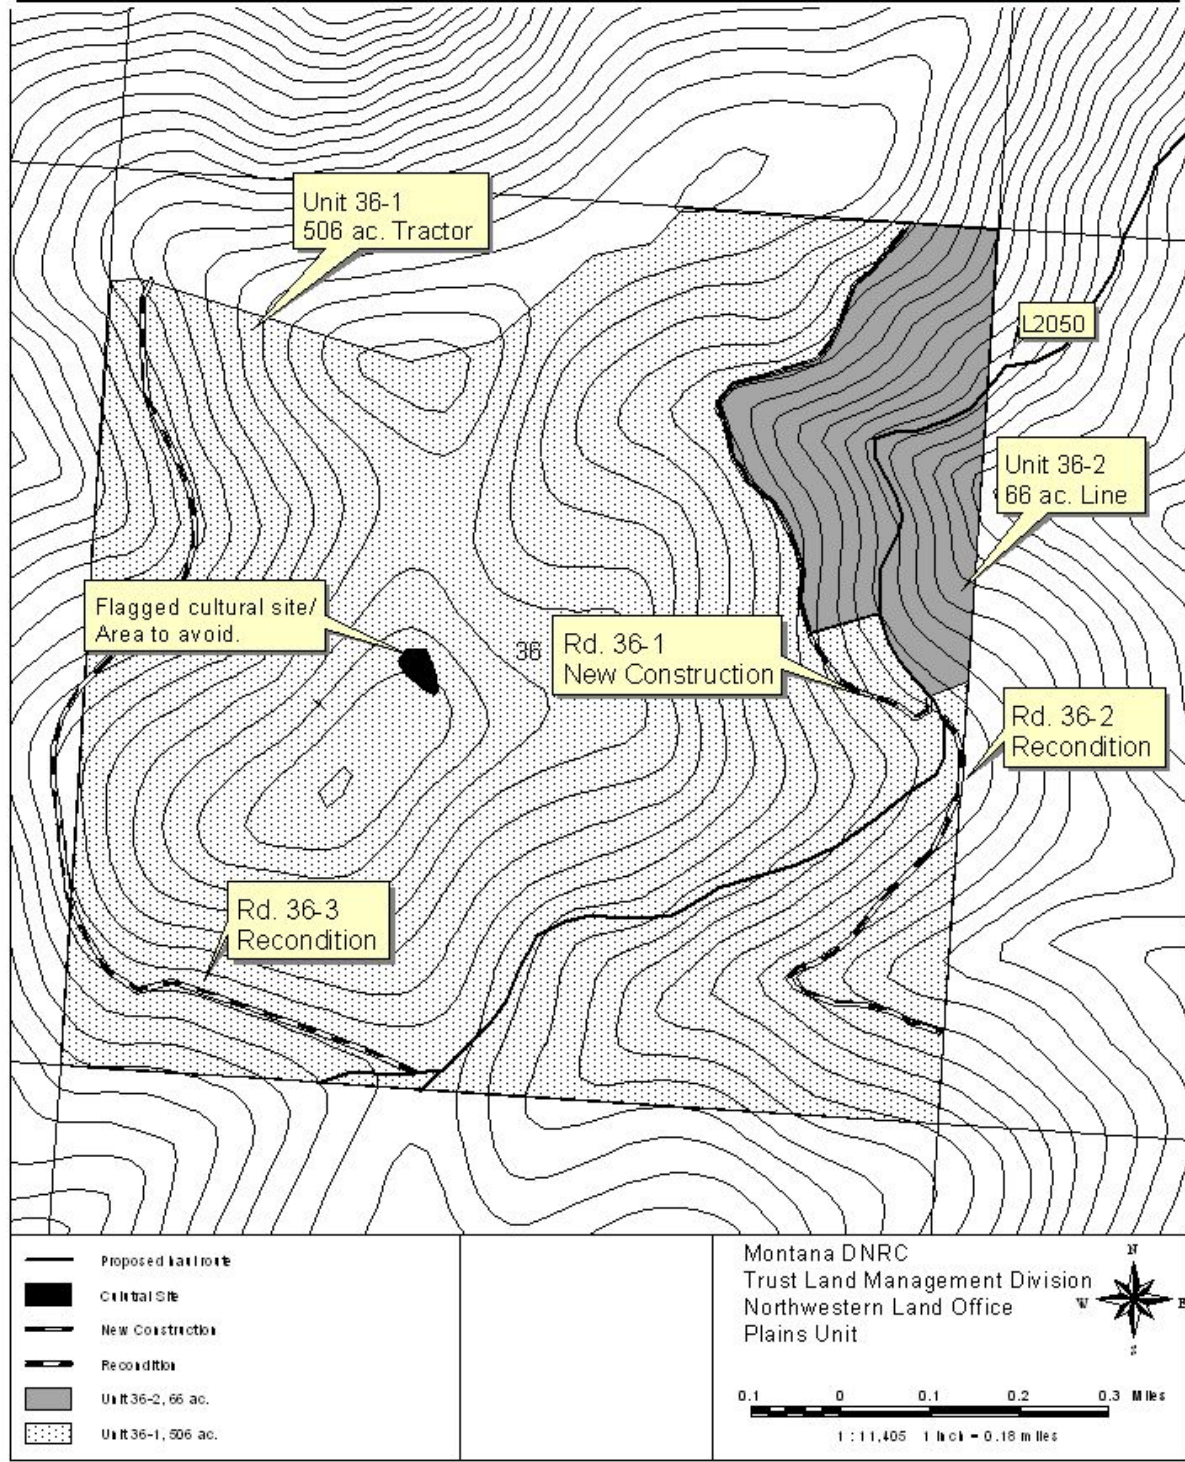 Unit 36-1
506 ac. Tractor
L2050
Unit 36-2
66 ac. Line
Flagged cultural site/
Area to avoid.
36
Rd. 36-1
New Construction
Rd. 36-2
Recondition
Rd. 36-3
Recondition
Proposed haul route
Culutral Site
New Construction
Recondition
Unit 36-2, 66 ac.
Unit 36-1, 506 ac.
Montana DNRC
Trust Land Management Division
Northwestern Land Office
Plains Unit
N
W E
S
0.1 0 0.1 0.2 0.3 Miles
1 : 11,405 1 Inch = 0.18 miles